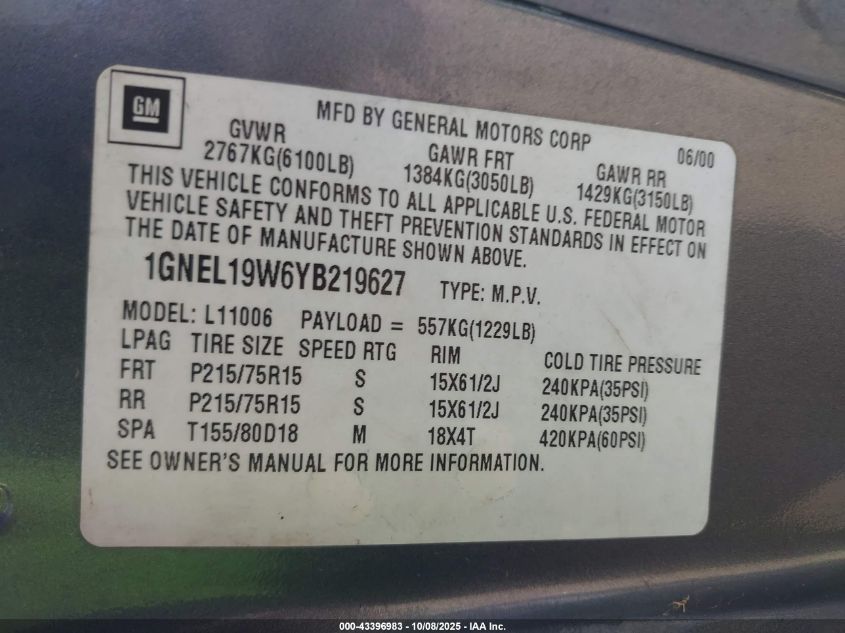 GM
MFD BY GENERAL MOTORS CORP 06/00
GVWR GAWR FRT GAWR RR
2767KG(6100LB) 1384KG(3050LB) 1429KG(3150LB)
THIS VEHICLE CONFORMS TO ALL APPLICABLE U.S. FEDERAL MOTOR
VEHICLE SAFETY AND THEFT PREVENTION STANDARDS IN EFFECT ON
THE DATE OF MANUFACTURE SHOWN ABOVE.
1GNEL19W6YB219627 TYPE: M.P.V.
MODEL: L11006 PAYLOAD = 557KG(1229LB)
LPAG TIRE SIZE SPEED RTG RIM COLD TIRE PRESSURE
FRT P215/75R15 S 15X61/2J 240KPA(35PSI)
RR P215/75R15 S 15X61/2J 240KPA(35PSI)
SPA T155/80D18 M 18X4T 420KPA(60PSI)
SEE OWNER'S MANUAL FOR MORE INFORMATION.
000-43396983 - 10/08/2025 - IAA Inc.